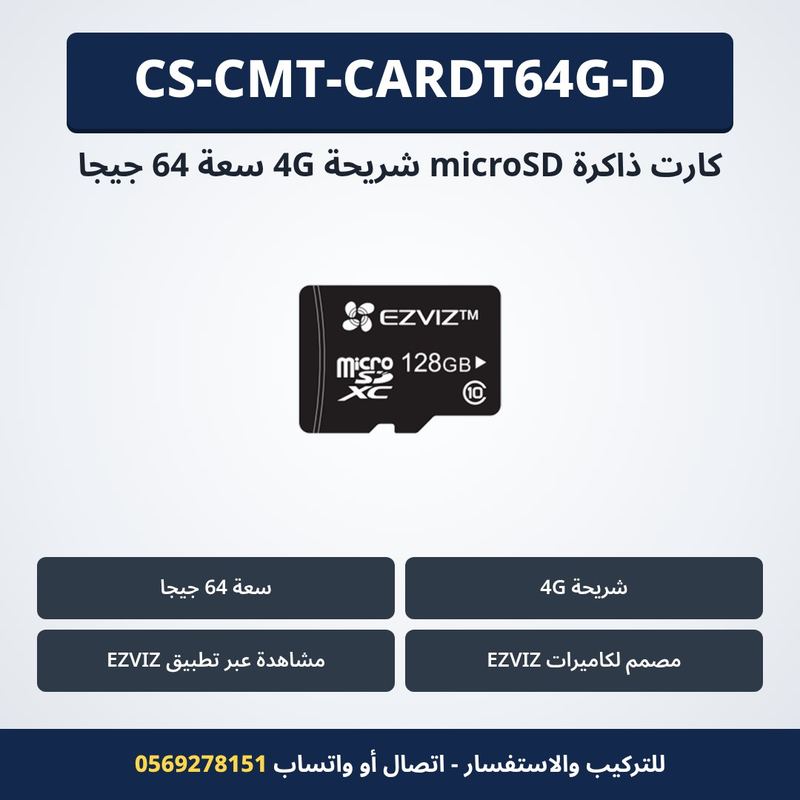 CS-CMT-CARDT64G-D
كارت ذاكرة microSD شريحة 4G سعة 64 جيجا
EZVIZ™
micro SD XC 128GB
10
شريحة 4G
سعة 64 جيجا
مصمم لكاميرات EZVIZ
مشاهدة عبر تطبيق EZVIZ
للتركيب والاستفسار - اتصال أو واتساب 0569278151